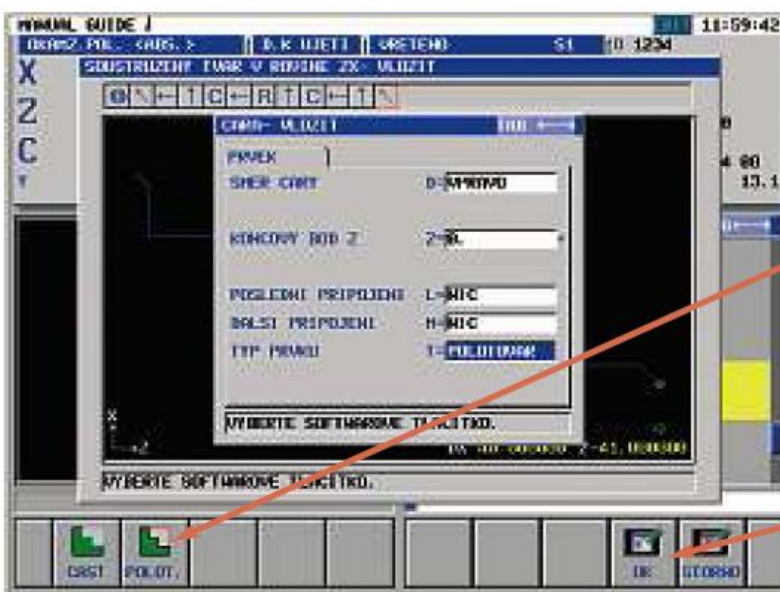 MANUAL GUIDE i 11:59:42
OKAMZ.POL. <ABS.> D.K UJETI VRETENO S1 1234
X
SOUSTRUZENY TVAR V ROVINE ZX- VLOZIT
Z
C
CARA- VLOZIT
PRVEK
SMER CARY D=VPRAVO
KONCOVY BOD Z Z=0.
POSLEDNI PRIPOJENI L=NIC
DALSI PRIPOJENI M=NIC
TYP PRVKU T=POLOTOVAR
VYBERTE SOFTWAROVE TLACITKO.
VYBERTE SOFTWAROVE TLACITKO.
CAST POLOT. OK STORNO